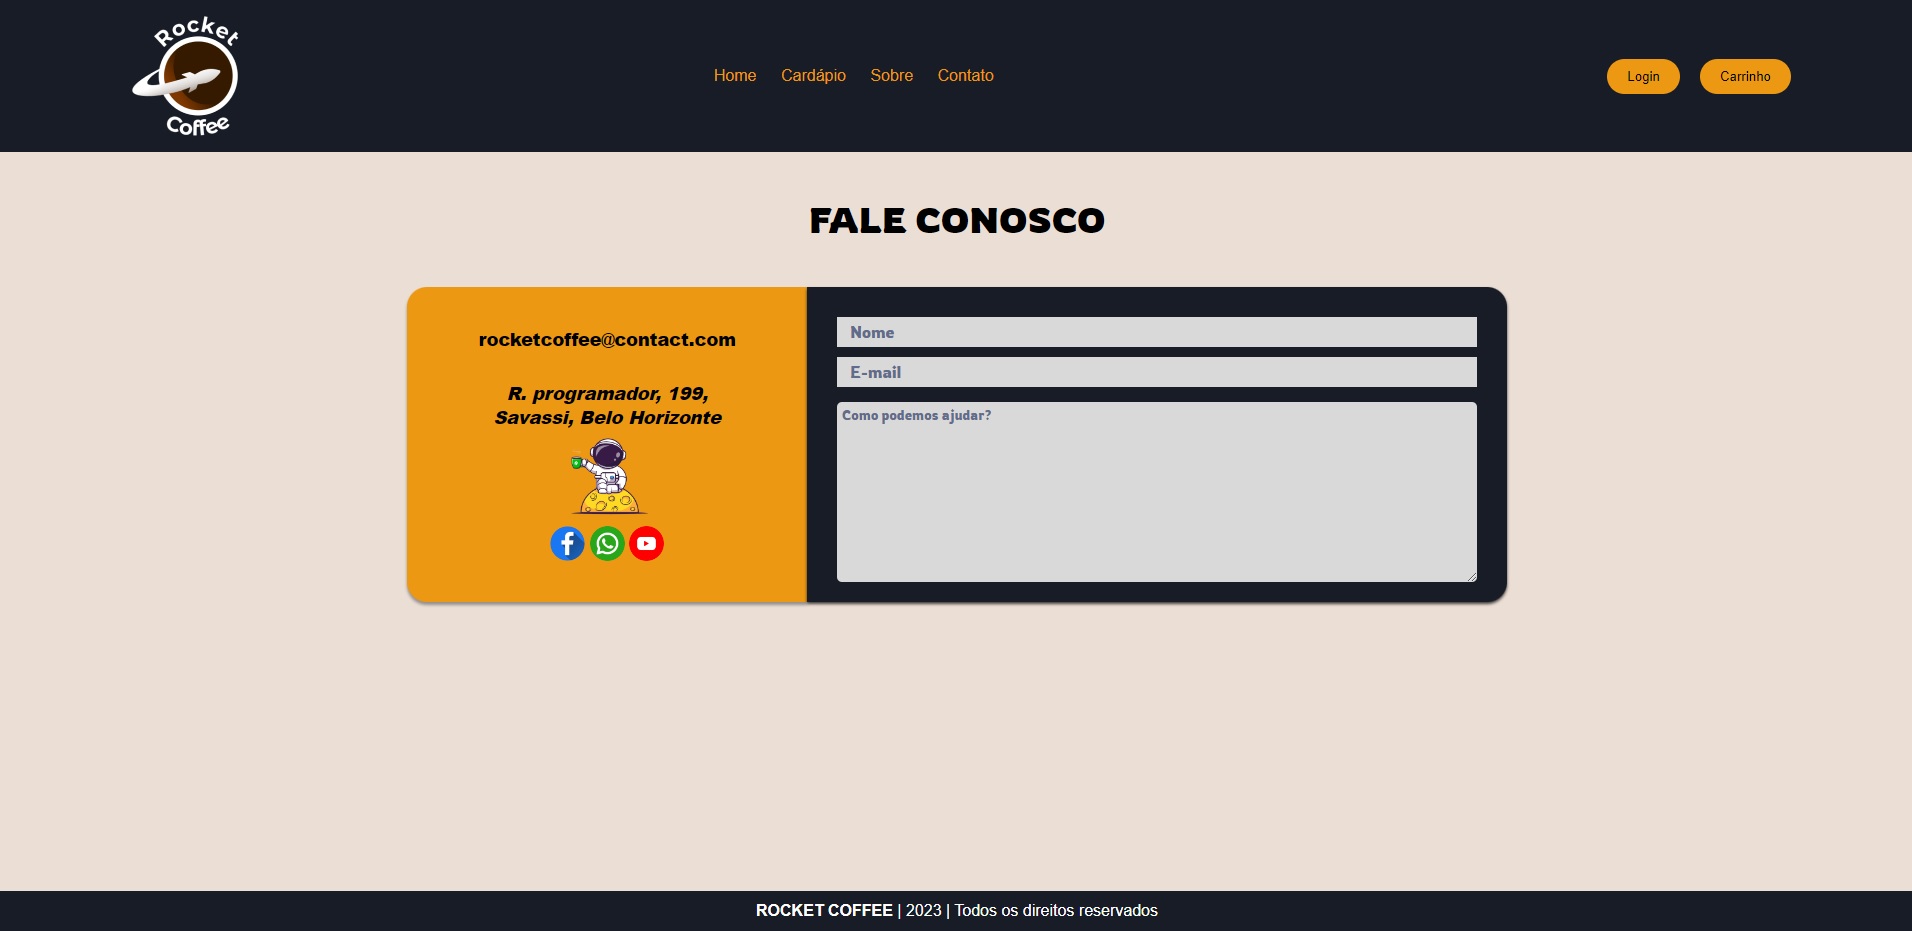 Rocket
Coffee
Home Cardápio Sobre Contato
Login Carrinho
FALE CONOSCO
rocketcoffee@contact.com
R. programador, 199,
Savassi, Belo Horizonte
Nome
E-mail
Como podemos ajudar?
ROCKET COFFEE | 2023 | Todos os direitos reservados